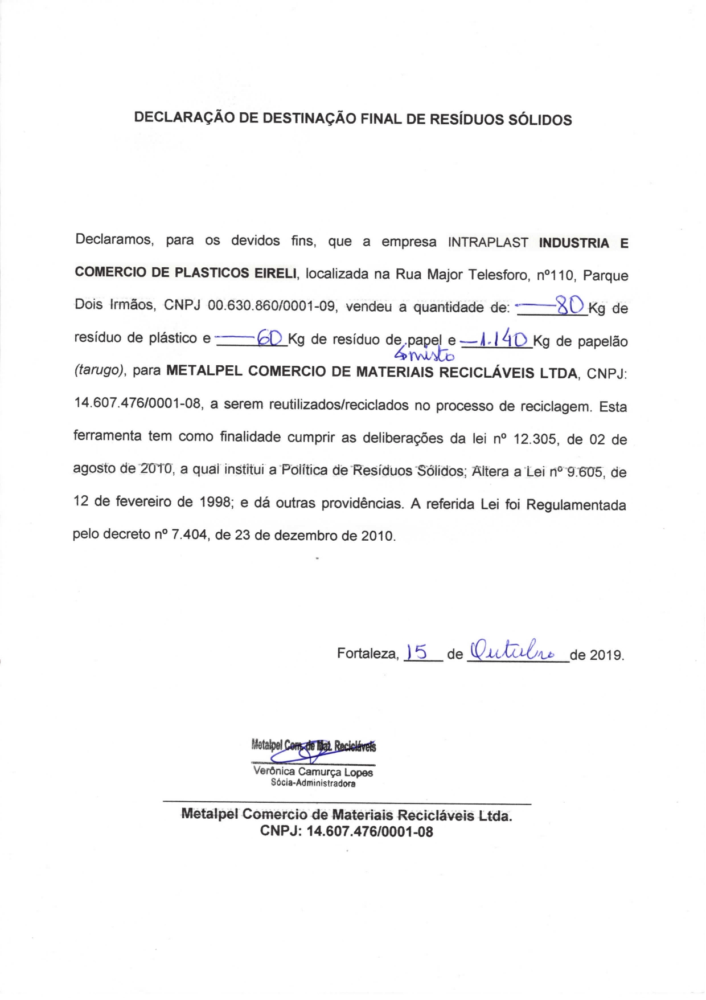 DECLARAÇÃO DE DESTINAÇÃO FINAL DE RESÍDUOS SÓLIDOS
Declaramos, para os devidos fins, que a empresa INTRAPLAST INDUSTRIA E
COMERCIO DE PLASTICOS EIRELI, localizada na Rua Major Telesforo, nº110, Parque
Dois Irmãos, CNPJ 00.630.860/0001-09, vendeu a quantidade de: 80 Kg de
resíduo de plástico e 60 Kg de resíduo de papel e 1.140 Kg de papelão
misto
(tarugo), para METALPEL COMERCIO DE MATERIAIS RECICLÁVEIS LTDA, CNPJ:
14.607.476/0001-08, a serem reutilizados/reciclados no processo de reciclagem. Esta
ferramenta tem como finalidade cumprir as deliberações da lei nº 12.305, de 02 de
agosto de 2010, a qual institui a Política de Resíduos Sólidos; Altera a Lei nº 9.605, de
12 de fevereiro de 1998; e dá outras providências. A referida Lei foi Regulamentada
pelo decreto nº 7.404, de 23 de dezembro de 2010.
Fortaleza, 15 de Outubro de 2019.
Metalpel Com. de Mat. Recicláveis
Verônica Camurça Lopes
Sócia-Administradora
Metalpel Comercio de Materiais Recicláveis Ltda.
CNPJ: 14.607.476/0001-08